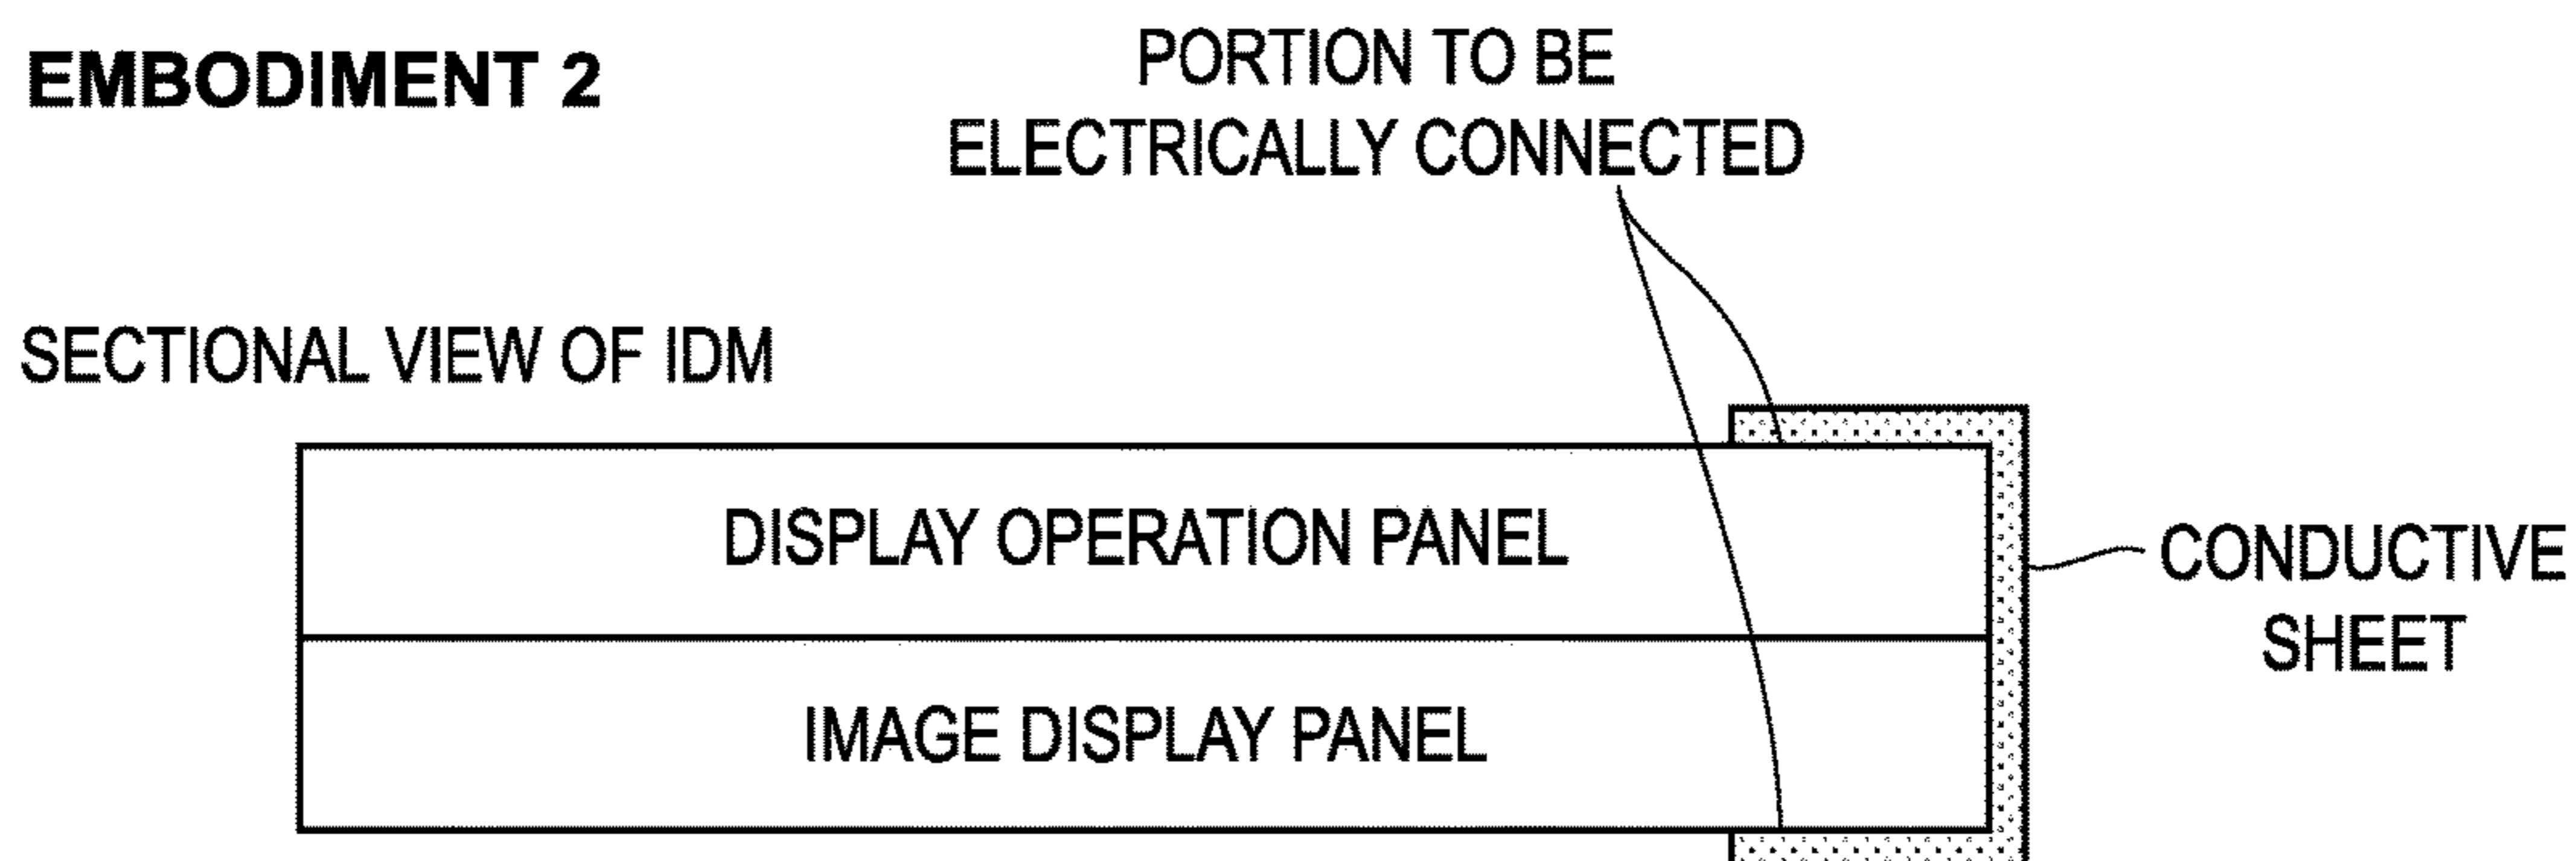 EMBODIMENT 2
PORTION TO BE
ELECTRICALLY CONNECTED
SECTIONAL VIEW OF IDM
DISPLAY OPERATION PANEL
CONDUCTIVE
SHEET
IMAGE DISPLAY PANEL